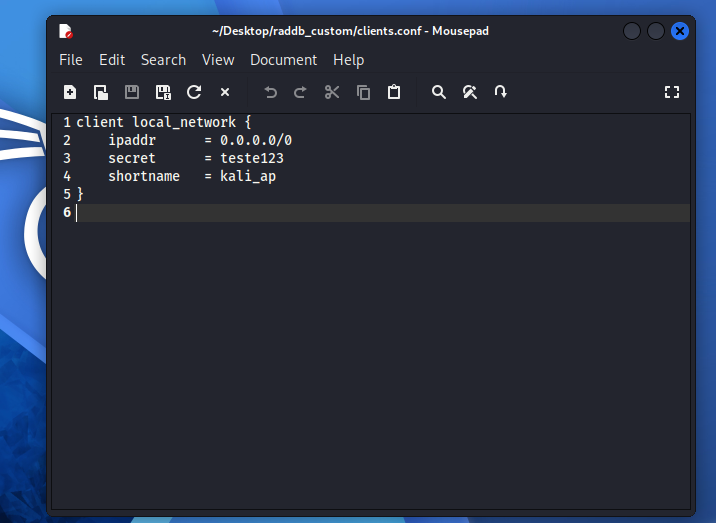 ~/Desktop/raddb_custom/clients.conf - Mousepad
File Edit Search View Document Help
1 client local_network {
2     ipaddr      = 0.0.0.0/0
3     secret      = teste123
4     shortname   = kali_ap
5 }
6